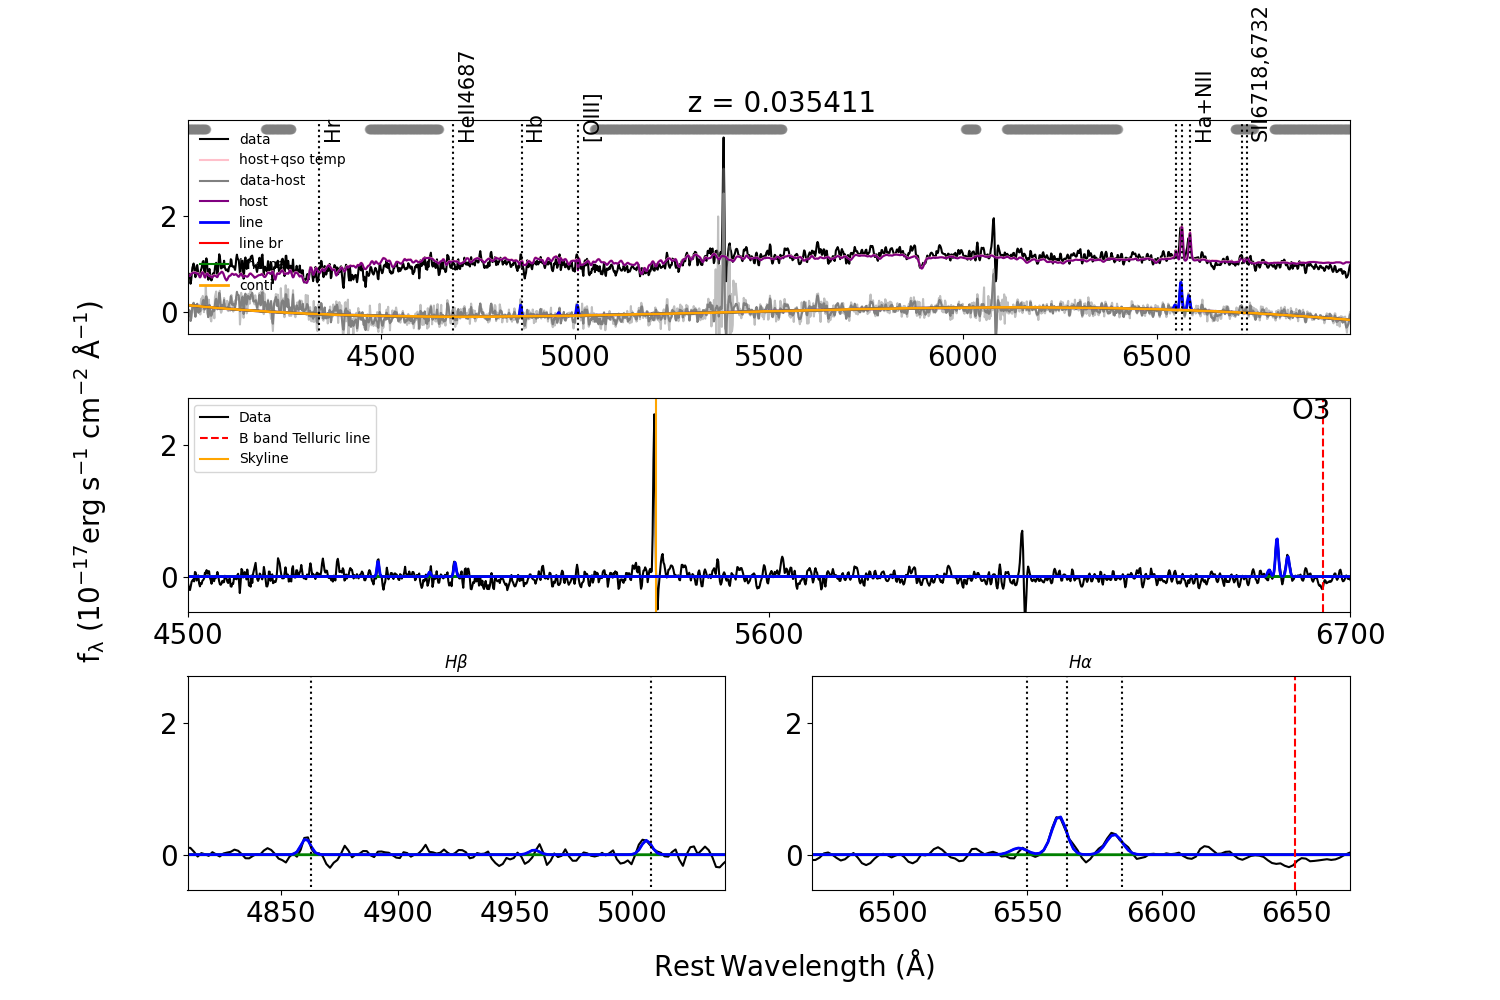 z = 0.035411
Hr
HeII4687
Hb
[OIII]
Ha+NII
SII6718,6732
data
host+qso temp
data-host
host
line
line br
conti
2
0
4500 5000 5500 6000 6500
fλ (10⁻¹⁷erg s⁻¹ cm⁻² Å⁻¹)
Data
B band Telluric line
Skyline
O3
2
0
4500 5600 6700
Hβ
2
0
4850 4900 4950 5000
Hα
2
0
6500 6550 6600 6650
Rest Wavelength (Å)